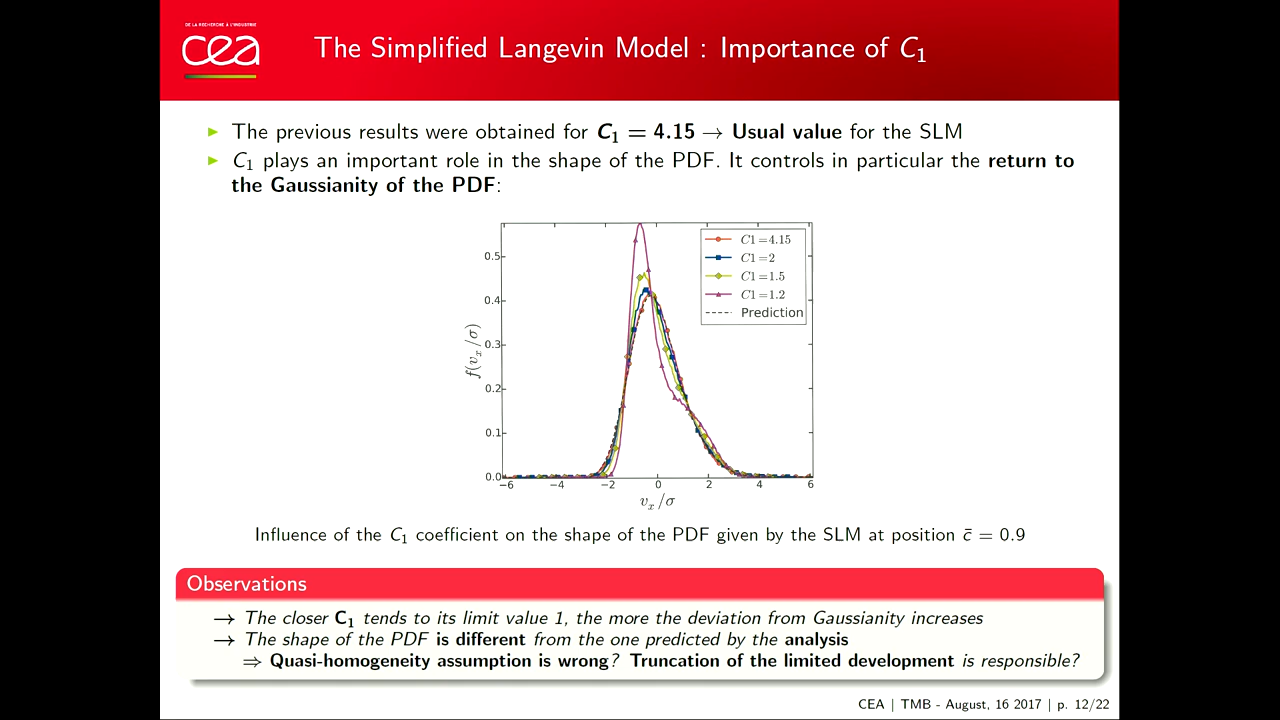 DE LA RECHERCHE À L'INDUSTRIE
cea
The Simplified Langevin Model : Importance of C₁
The previous results were obtained for C₁ = 4.15 → Usual value for the SLM
C₁ plays an important role in the shape of the PDF. It controls in particular the return to
the Gaussianity of the PDF:
C1=4.15
C1=2
C1=1.5
C1=1.2
Prediction
f(vₓ/σ)
0.5
0.4
0.3
0.2
0.1
0.0
−6 −4 −2 0 2 4 6
vₓ/σ
Influence of the C₁ coefficient on the shape of the PDF given by the SLM at position c̄ = 0.9
Observations
→ The closer C₁ tends to its limit value 1, the more the deviation from Gaussianity increases
→ The shape of the PDF is different from the one predicted by the analysis
⇒ Quasi-homogeneity assumption is wrong? Truncation of the limited development is responsible?
CEA | TMB - August, 16 2017 | p. 12/22